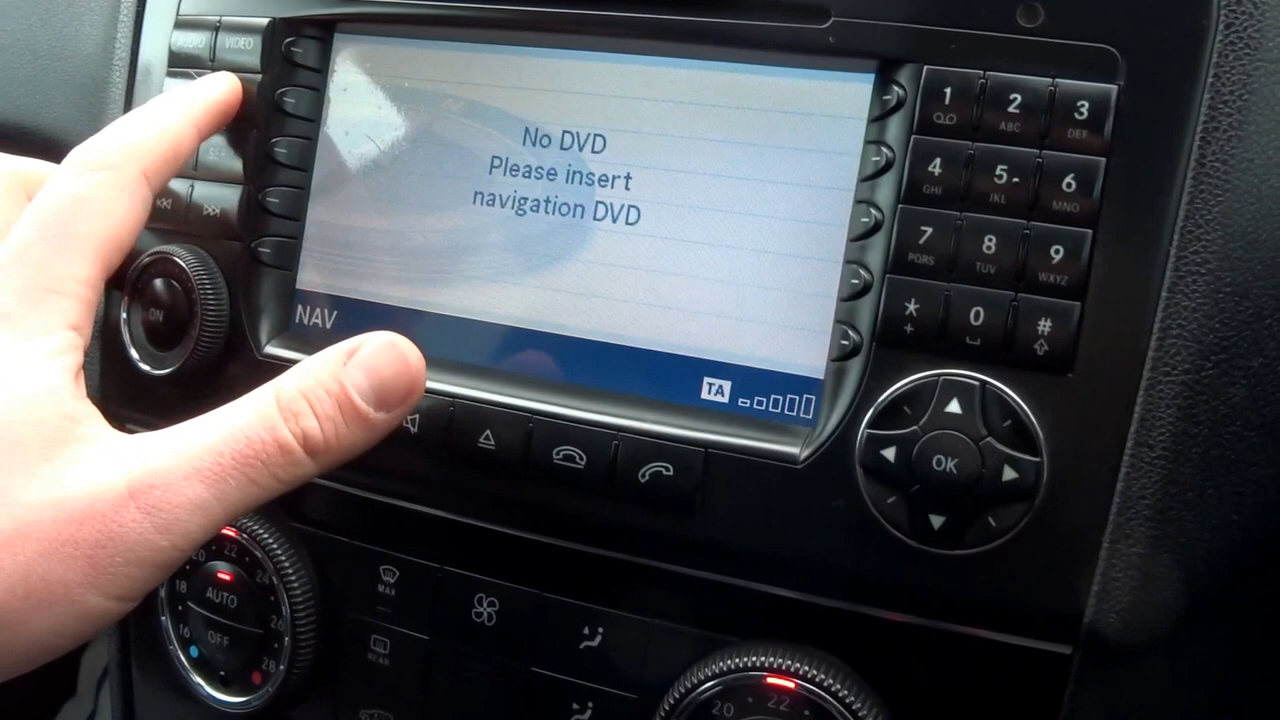 AUDIO VIDEO
No DVD
Please insert
navigation DVD
NAV
TA
ON
1 2 ABC 3 DEF
4 GHI 5 JKL 6 MNO
7 PQRS 8 TUV 9 WXYZ
* + 0 #
OK
20 22 24
18 AUTO 26
16 OFF 28
MAX
REAR
20 22